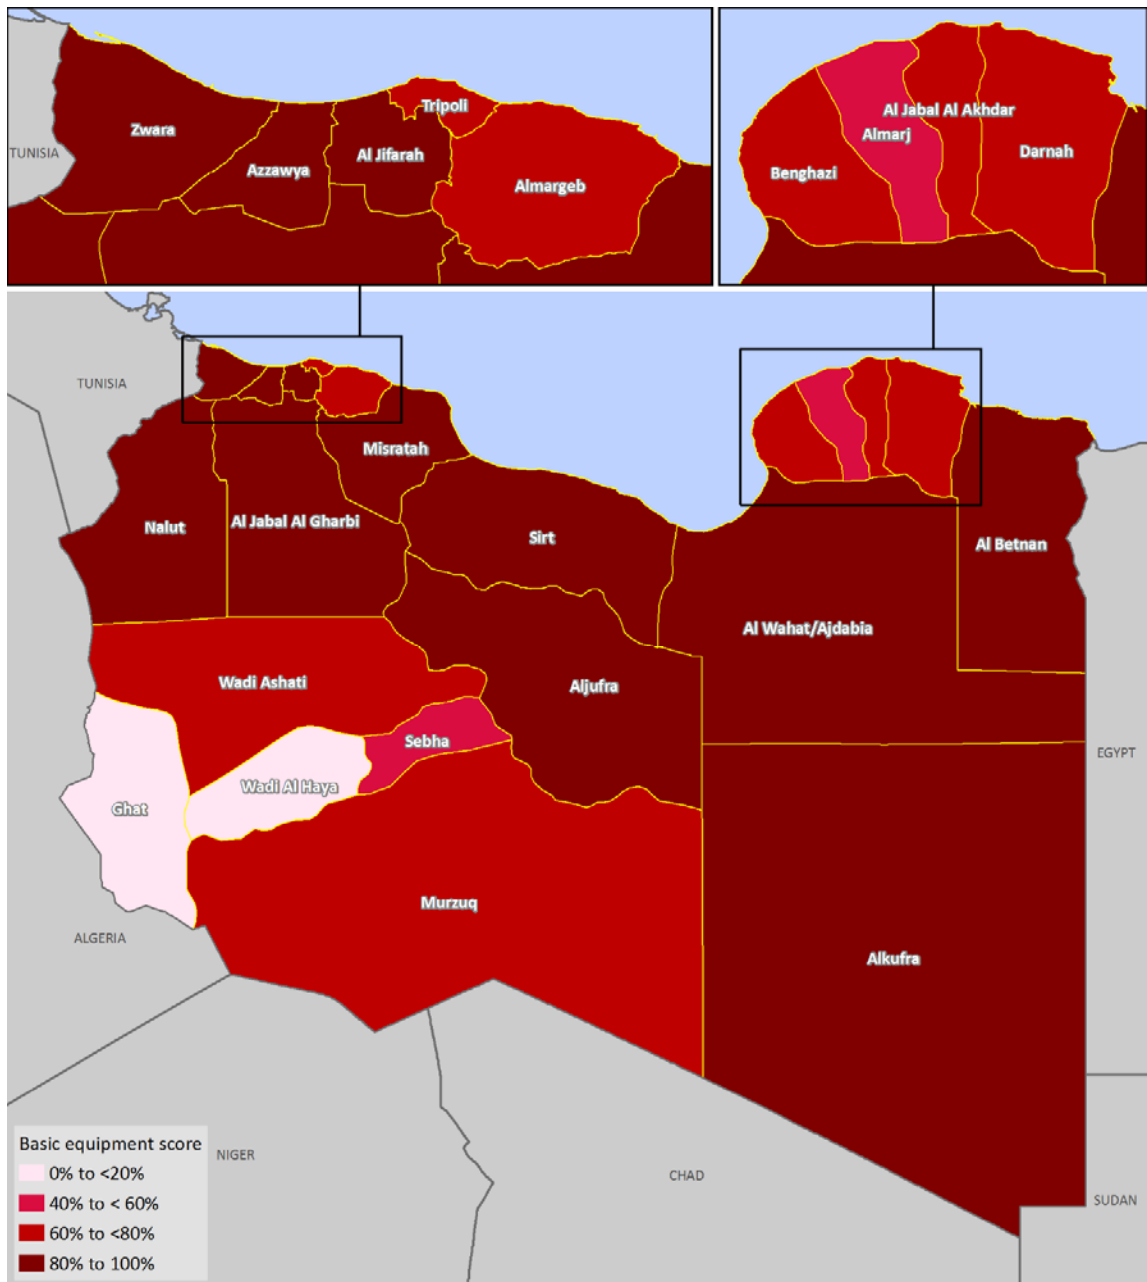 Tripoli
Zwara
TUNISIA
Azzawya
Al Jifarah
Almargeb
Al Jabal Al Akhdar
Almarj
Darnah
Benghazi
TUNISIA
Misratah
Nalut
Al Jabal Al Gharbi
Sirt
Al Betnan
Al Wahat/Ajdabia
Wadi Ashati
Aljufra
Sebha
EGYPT
Wadi Al Haya
Ghat
Murzuq
ALGERIA
Alkufra
NIGER
CHAD
SUDAN
Basic equipment score
0% to <20%
40% to < 60%
60% to <80%
80% to 100%